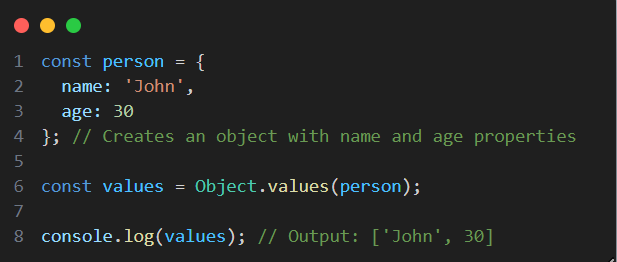 1 const person = {
2   name: 'John',
3   age: 30
4 }; // Creates an object with name and age properties
5
6 const values = Object.values(person);
7
8 console.log(values); // Output: ['John', 30]